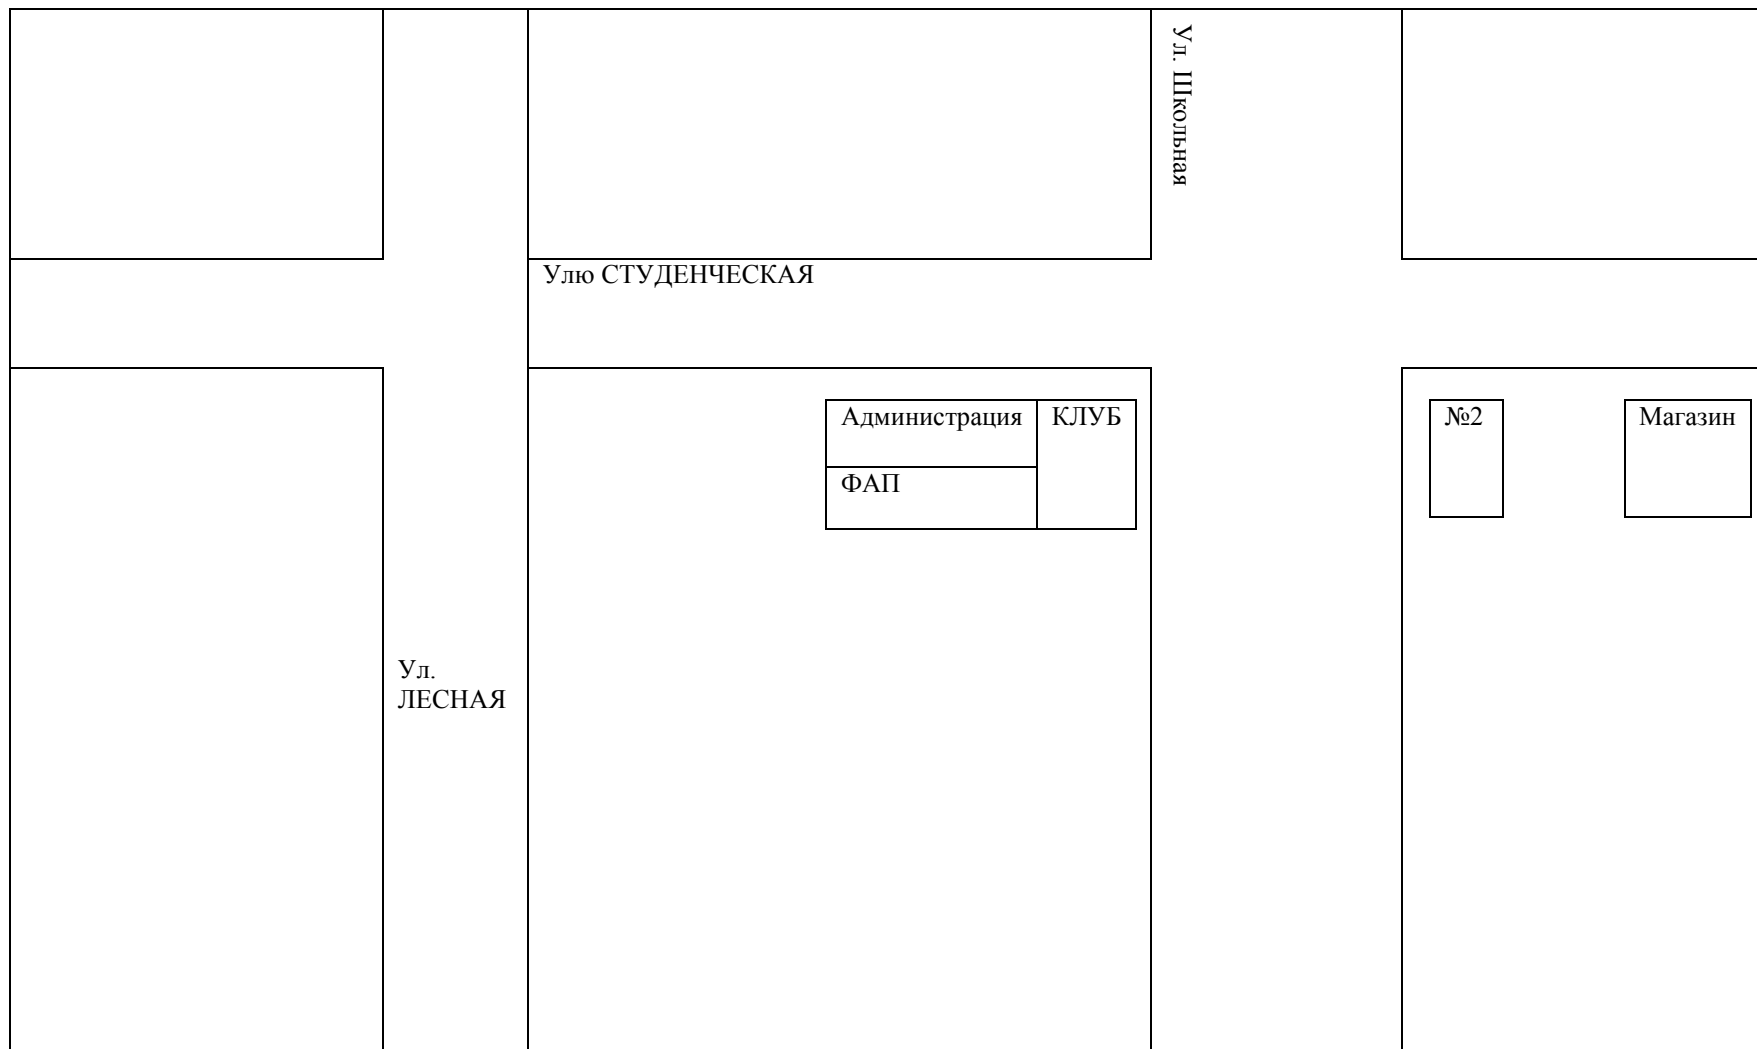 Ул. Школьная
Улю СТУДЕНЧЕСКАЯ
Администрация
КЛУБ
№2
Магазин
ФАП
Ул.
ЛЕСНАЯ